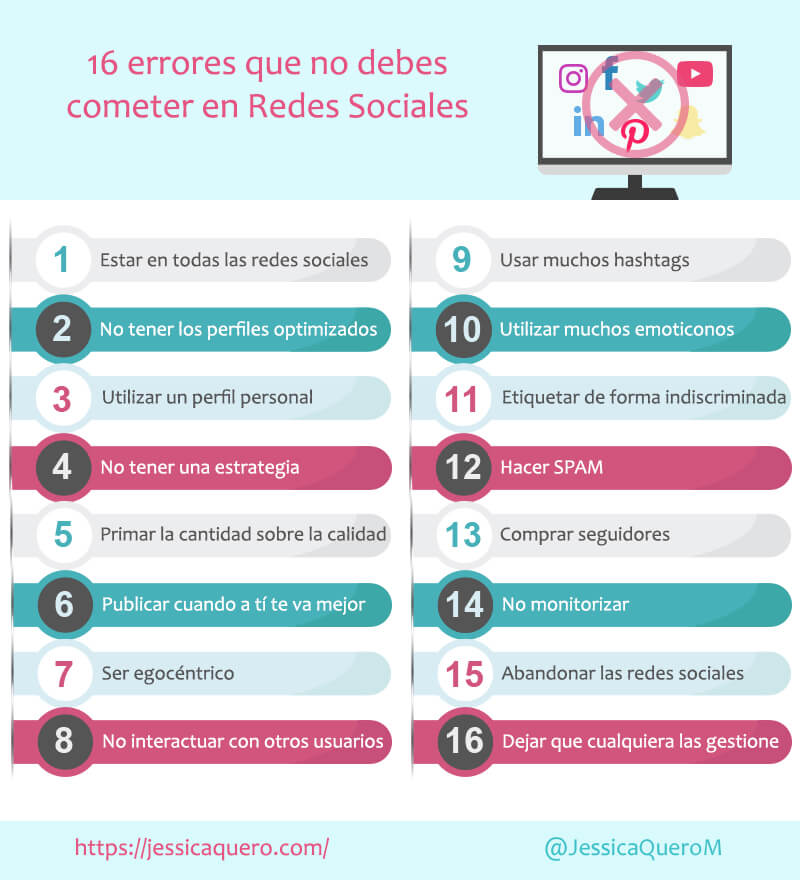 16 errores que no debes
cometer en Redes Sociales
f
in
1 Estar en todas las redes sociales
2 No tener los perfiles optimizados
3 Utilizar un perfil personal
4 No tener una estrategia
5 Primar la cantidad sobre la calidad
6 Publicar cuando a tí te va mejor
7 Ser egocéntrico
8 No interactuar con otros usuarios
9 Usar muchos hashtags
10 Utilizar muchos emoticonos
11 Etiquetar de forma indiscriminada
12 Hacer SPAM
13 Comprar seguidores
14 No monitorizar
15 Abandonar las redes sociales
16 Dejar que cualquiera las gestione
https://jessicaquero.com/
@JessicaQueroM